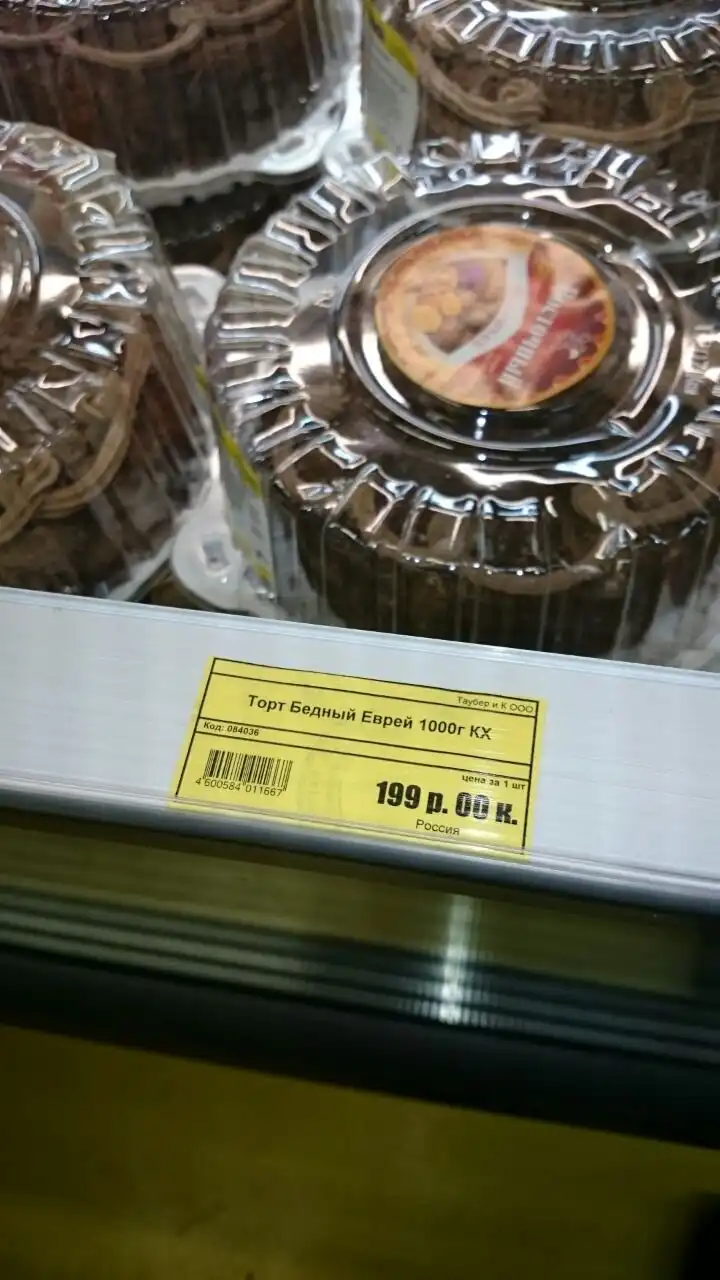 Таубер и К ООО
Торт Бедный Еврей 1000г КХ
Код: 084036
цена за 1 шт
4 600584 011667
199 р. 00 к.
Россия